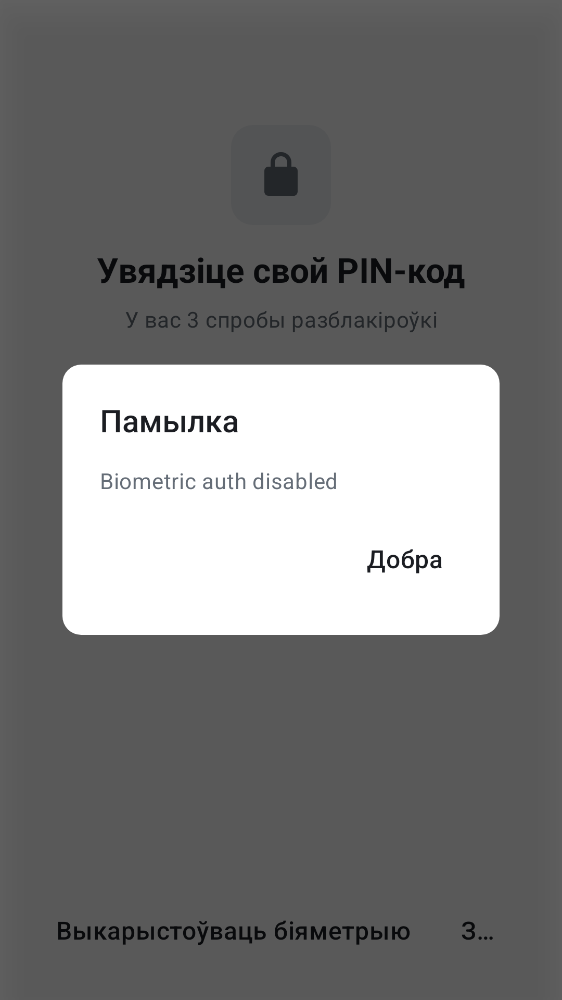 Увядзіце свой PIN-код
У вас 3 спробы разблакіроўкі
Памылка
Biometric auth disabled
Добра
Выкарыстоўваць біяметрыю З...